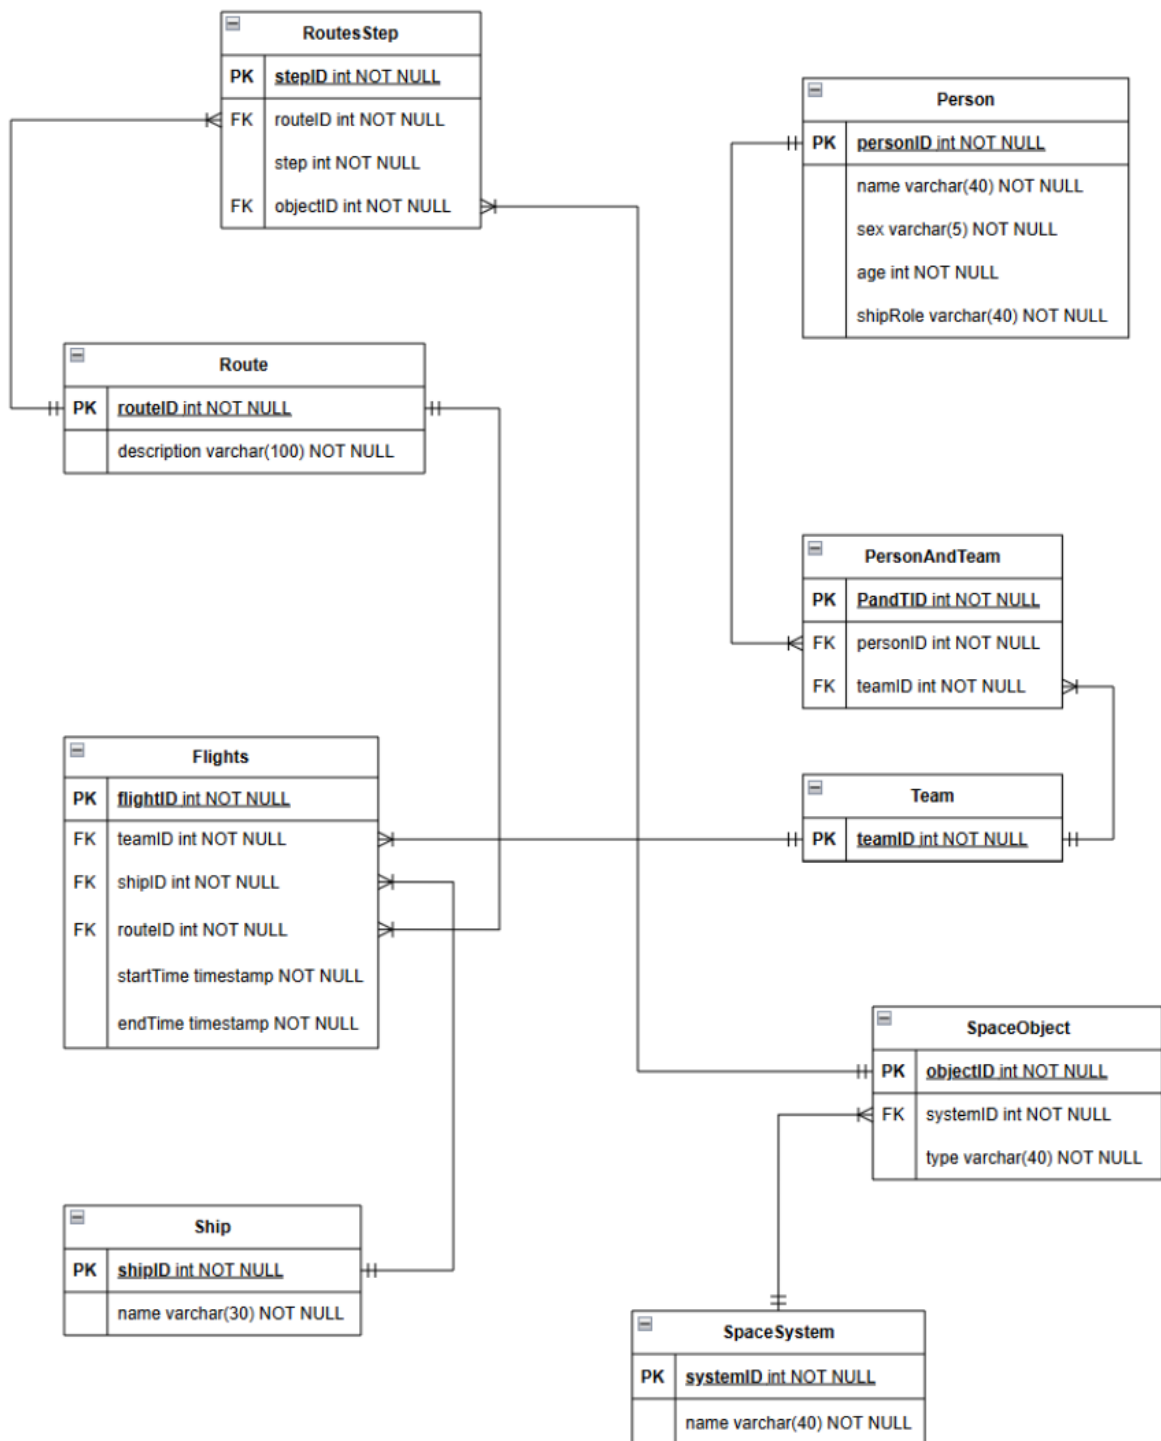 RoutesStep
PK stepID int NOT NULL
FK routeID int NOT NULL
step int NOT NULL
FK objectID int NOT NULL
Person
PK personID int NOT NULL
name varchar(40) NOT NULL
sex varchar(5) NOT NULL
age int NOT NULL
shipRole varchar(40) NOT NULL
Route
PK routeID int NOT NULL
description varchar(100) NOT NULL
PersonAndTeam
PK PandTID int NOT NULL
FK personID int NOT NULL
FK teamID int NOT NULL
Flights
PK flightID int NOT NULL
FK teamID int NOT NULL
FK shipID int NOT NULL
FK routeID int NOT NULL
startTime timestamp NOT NULL
endTime timestamp NOT NULL
Team
PK teamID int NOT NULL
SpaceObject
PK objectID int NOT NULL
FK systemID int NOT NULL
type varchar(40) NOT NULL
Ship
PK shipID int NOT NULL
name varchar(30) NOT NULL
SpaceSystem
PK systemID int NOT NULL
name varchar(40) NOT NULL